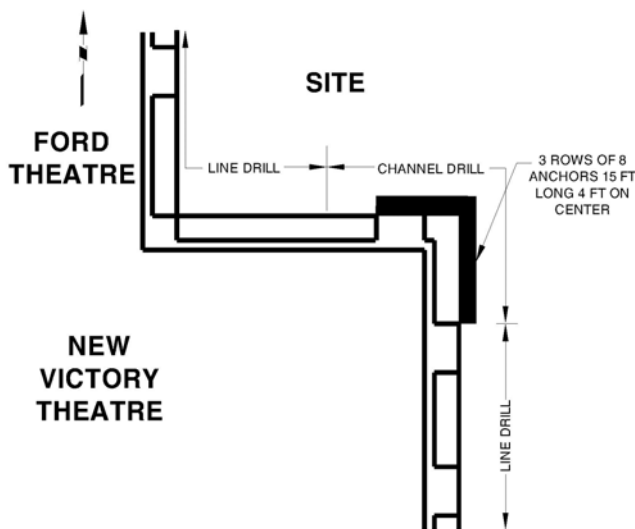 SITE
FORD
THEATRE
LINE DRILL
CHANNEL DRILL
3 ROWS OF 8
ANCHORS 15 FT
LONG 4 FT ON
CENTER
NEW
VICTORY
THEATRE
LINE DRILL